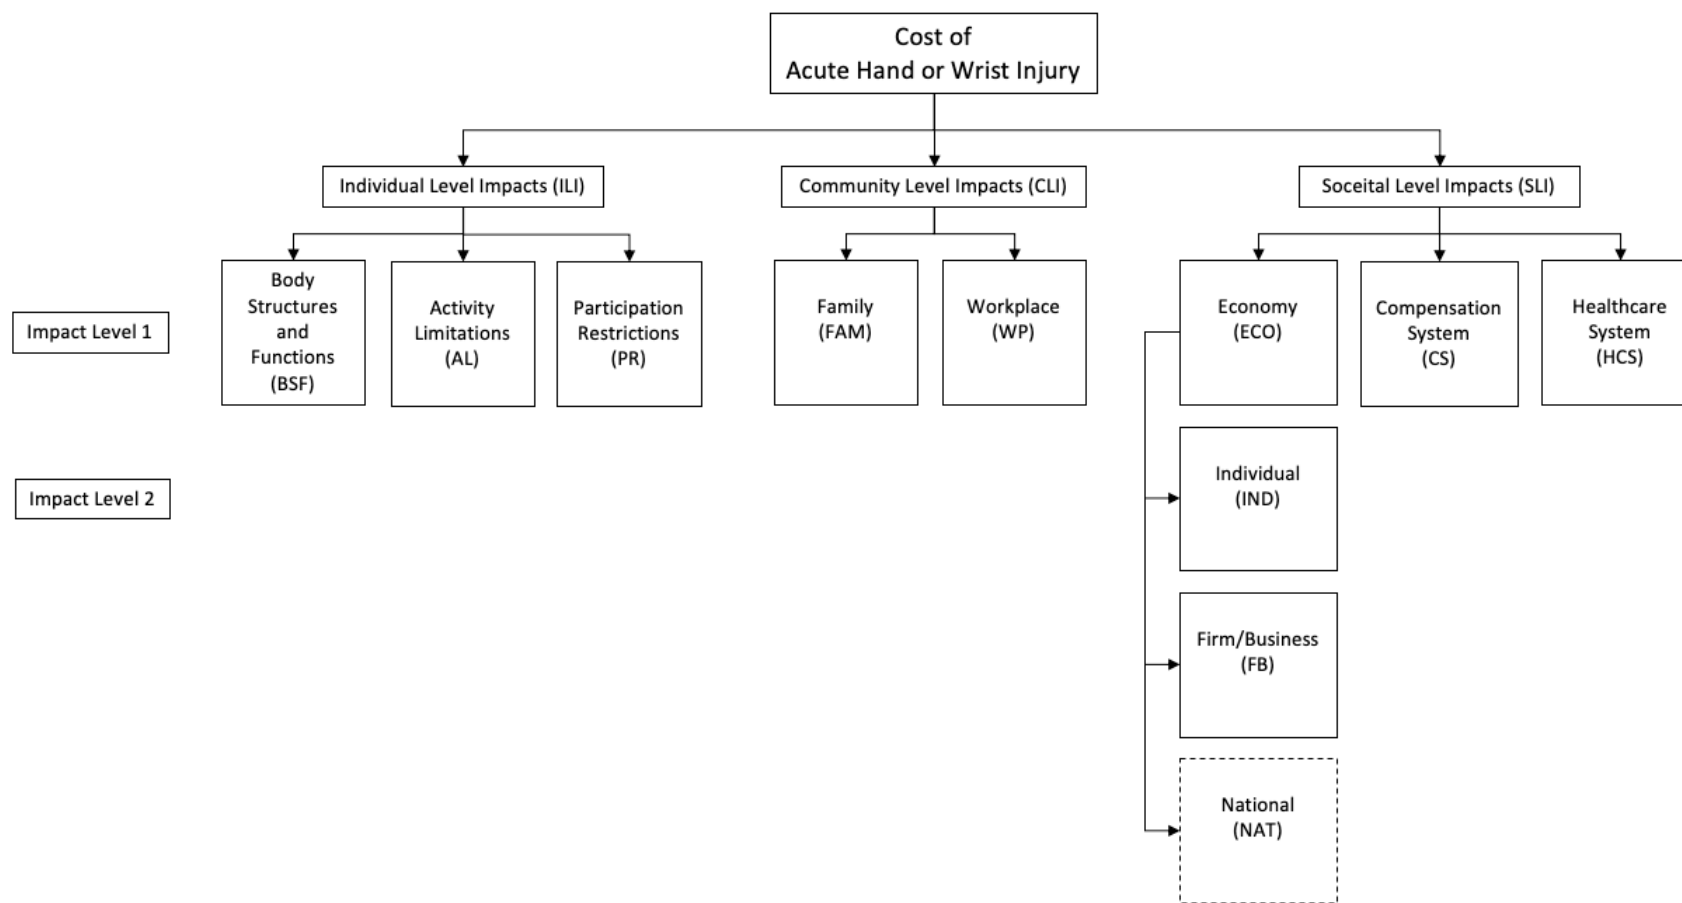 Cost of
Acute Hand or Wrist Injury
Individual Level Impacts (ILI)
Community Level Impacts (CLI)
Soceital Level Impacts (SLI)
Impact Level 1
Body
Structures
and
Functions
(BSF)
Activity
Limitations
(AL)
Participation
Restrictions
(PR)
Family
(FAM)
Workplace
(WP)
Economy
(ECO)
Compensation
System
(CS)
Healthcare
System
(HCS)
Impact Level 2
Individual
(IND)
Firm/Business
(FB)
National
(NAT)